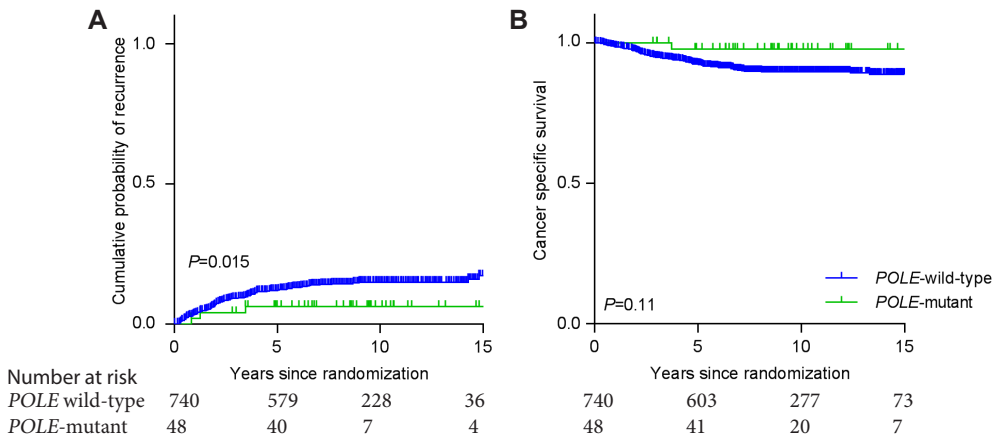 A
Cumulative probability of recurrence
1.0
0.5
0.0
P=0.015
0 5 10 15
Years since randomization
B
Cancer specific survival
1.0
0.5
0.0
P=0.11
POLE-wild-type
POLE-mutant
0 5 10 15
Years since randomization
Number at risk
POLE wild-type 740 579 228 36 740 603 277 73
POLE-mutant 48 40 7 4 48 41 20 7